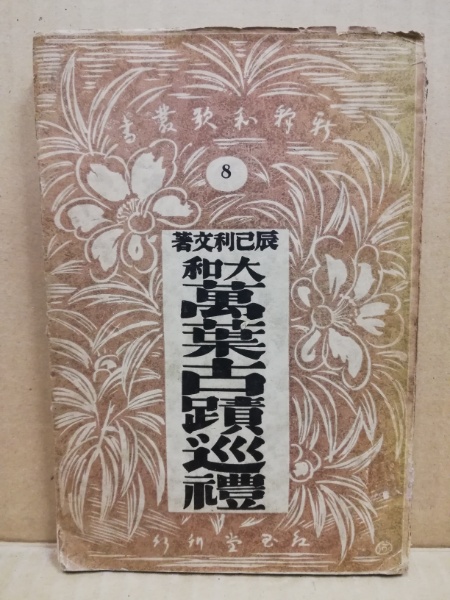 新釋和歌叢書
8
辰巳利文著
大和
萬葉古蹟巡禮
紅玉堂刊行